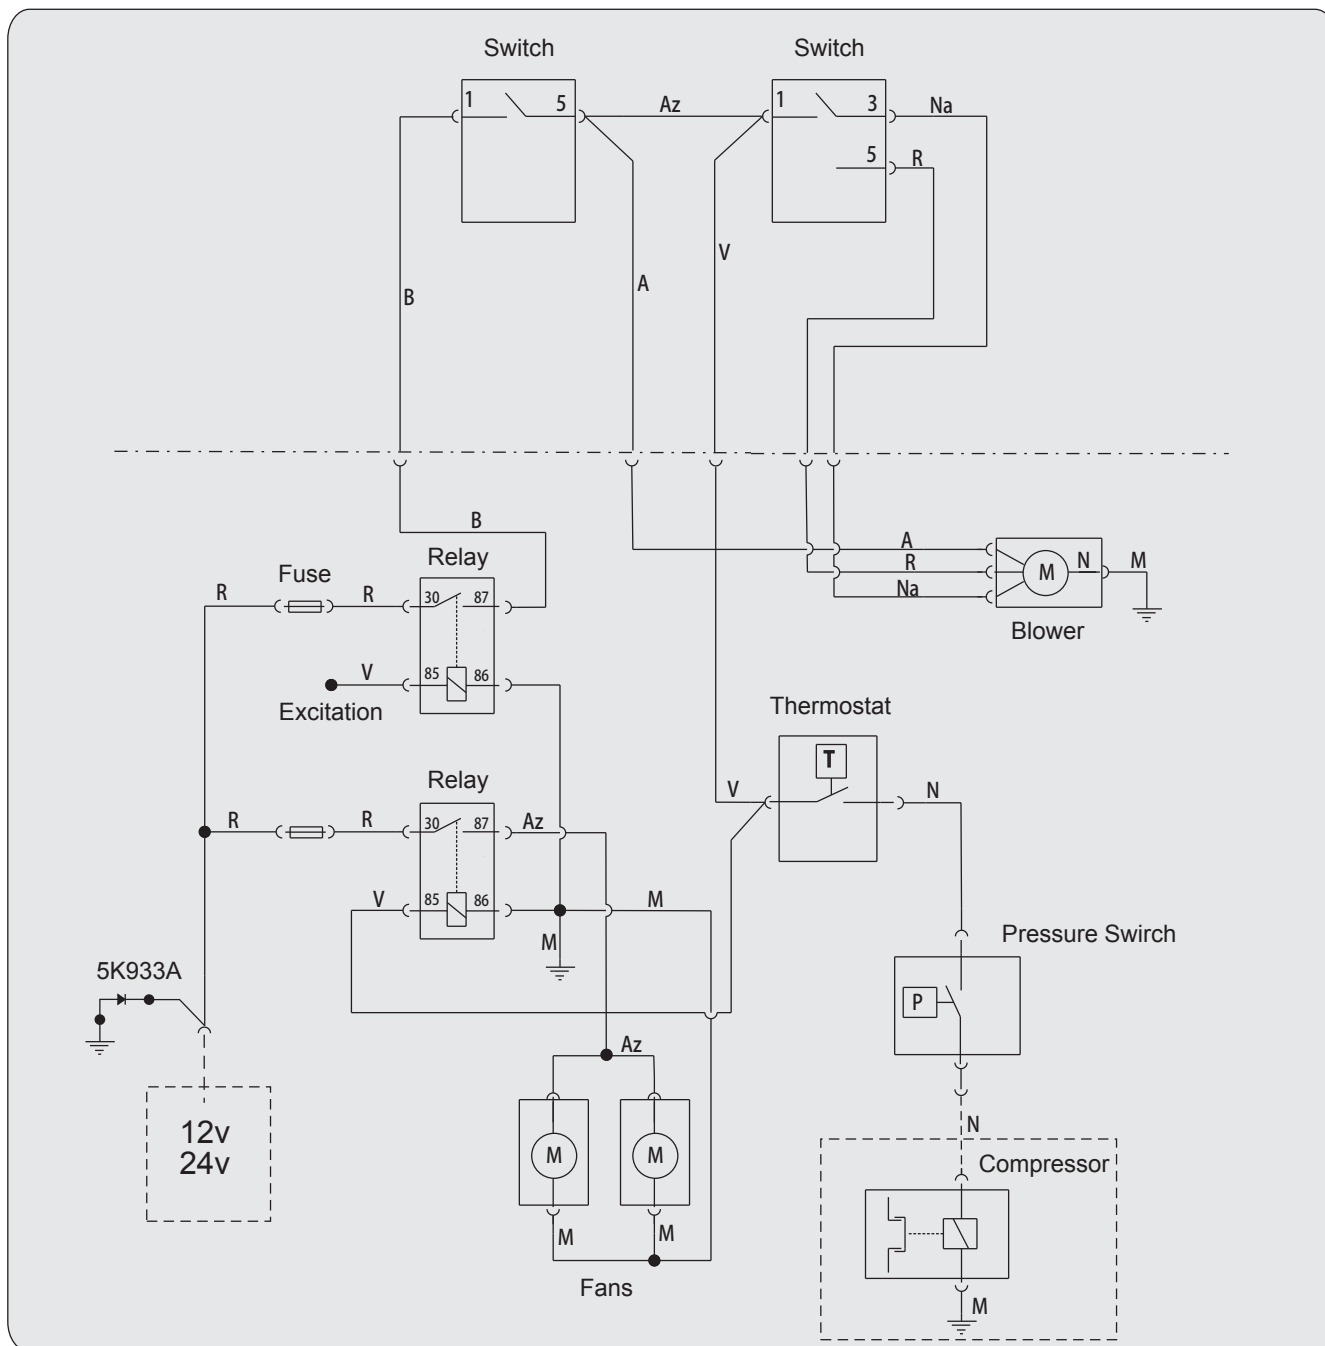 Switch
Switch
1
5
Az
1
3
Na
5
R
V
B
A
B
Relay
Fuse
R
R
30
87
A
R
Na
M
N
M
Blower
V
85
86
Excitation
Thermostat
T
Relay
V
N
R
R
30
87
Az
V
85
86
M
M
Pressure Swirch
5K933A
P
Az
12v
24v
M
M
N
Compressor
M
M
Fans
M